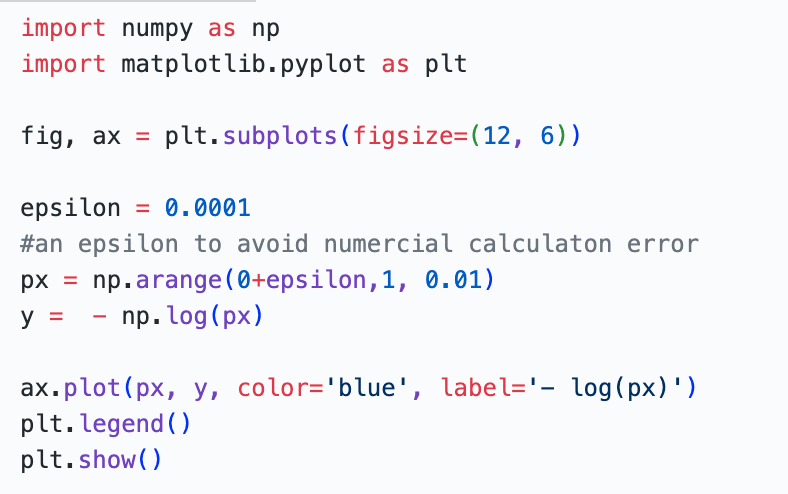 import numpy as np
import matplotlib.pyplot as plt
fig, ax = plt.subplots(figsize=(12, 6))
epsilon = 0.0001
#an epsilon to avoid numercial calculaton error
px = np.arange(0+epsilon,1, 0.01)
y =  - np.log(px)
ax.plot(px, y, color='blue', label='- log(px)')
plt.legend()
plt.show()